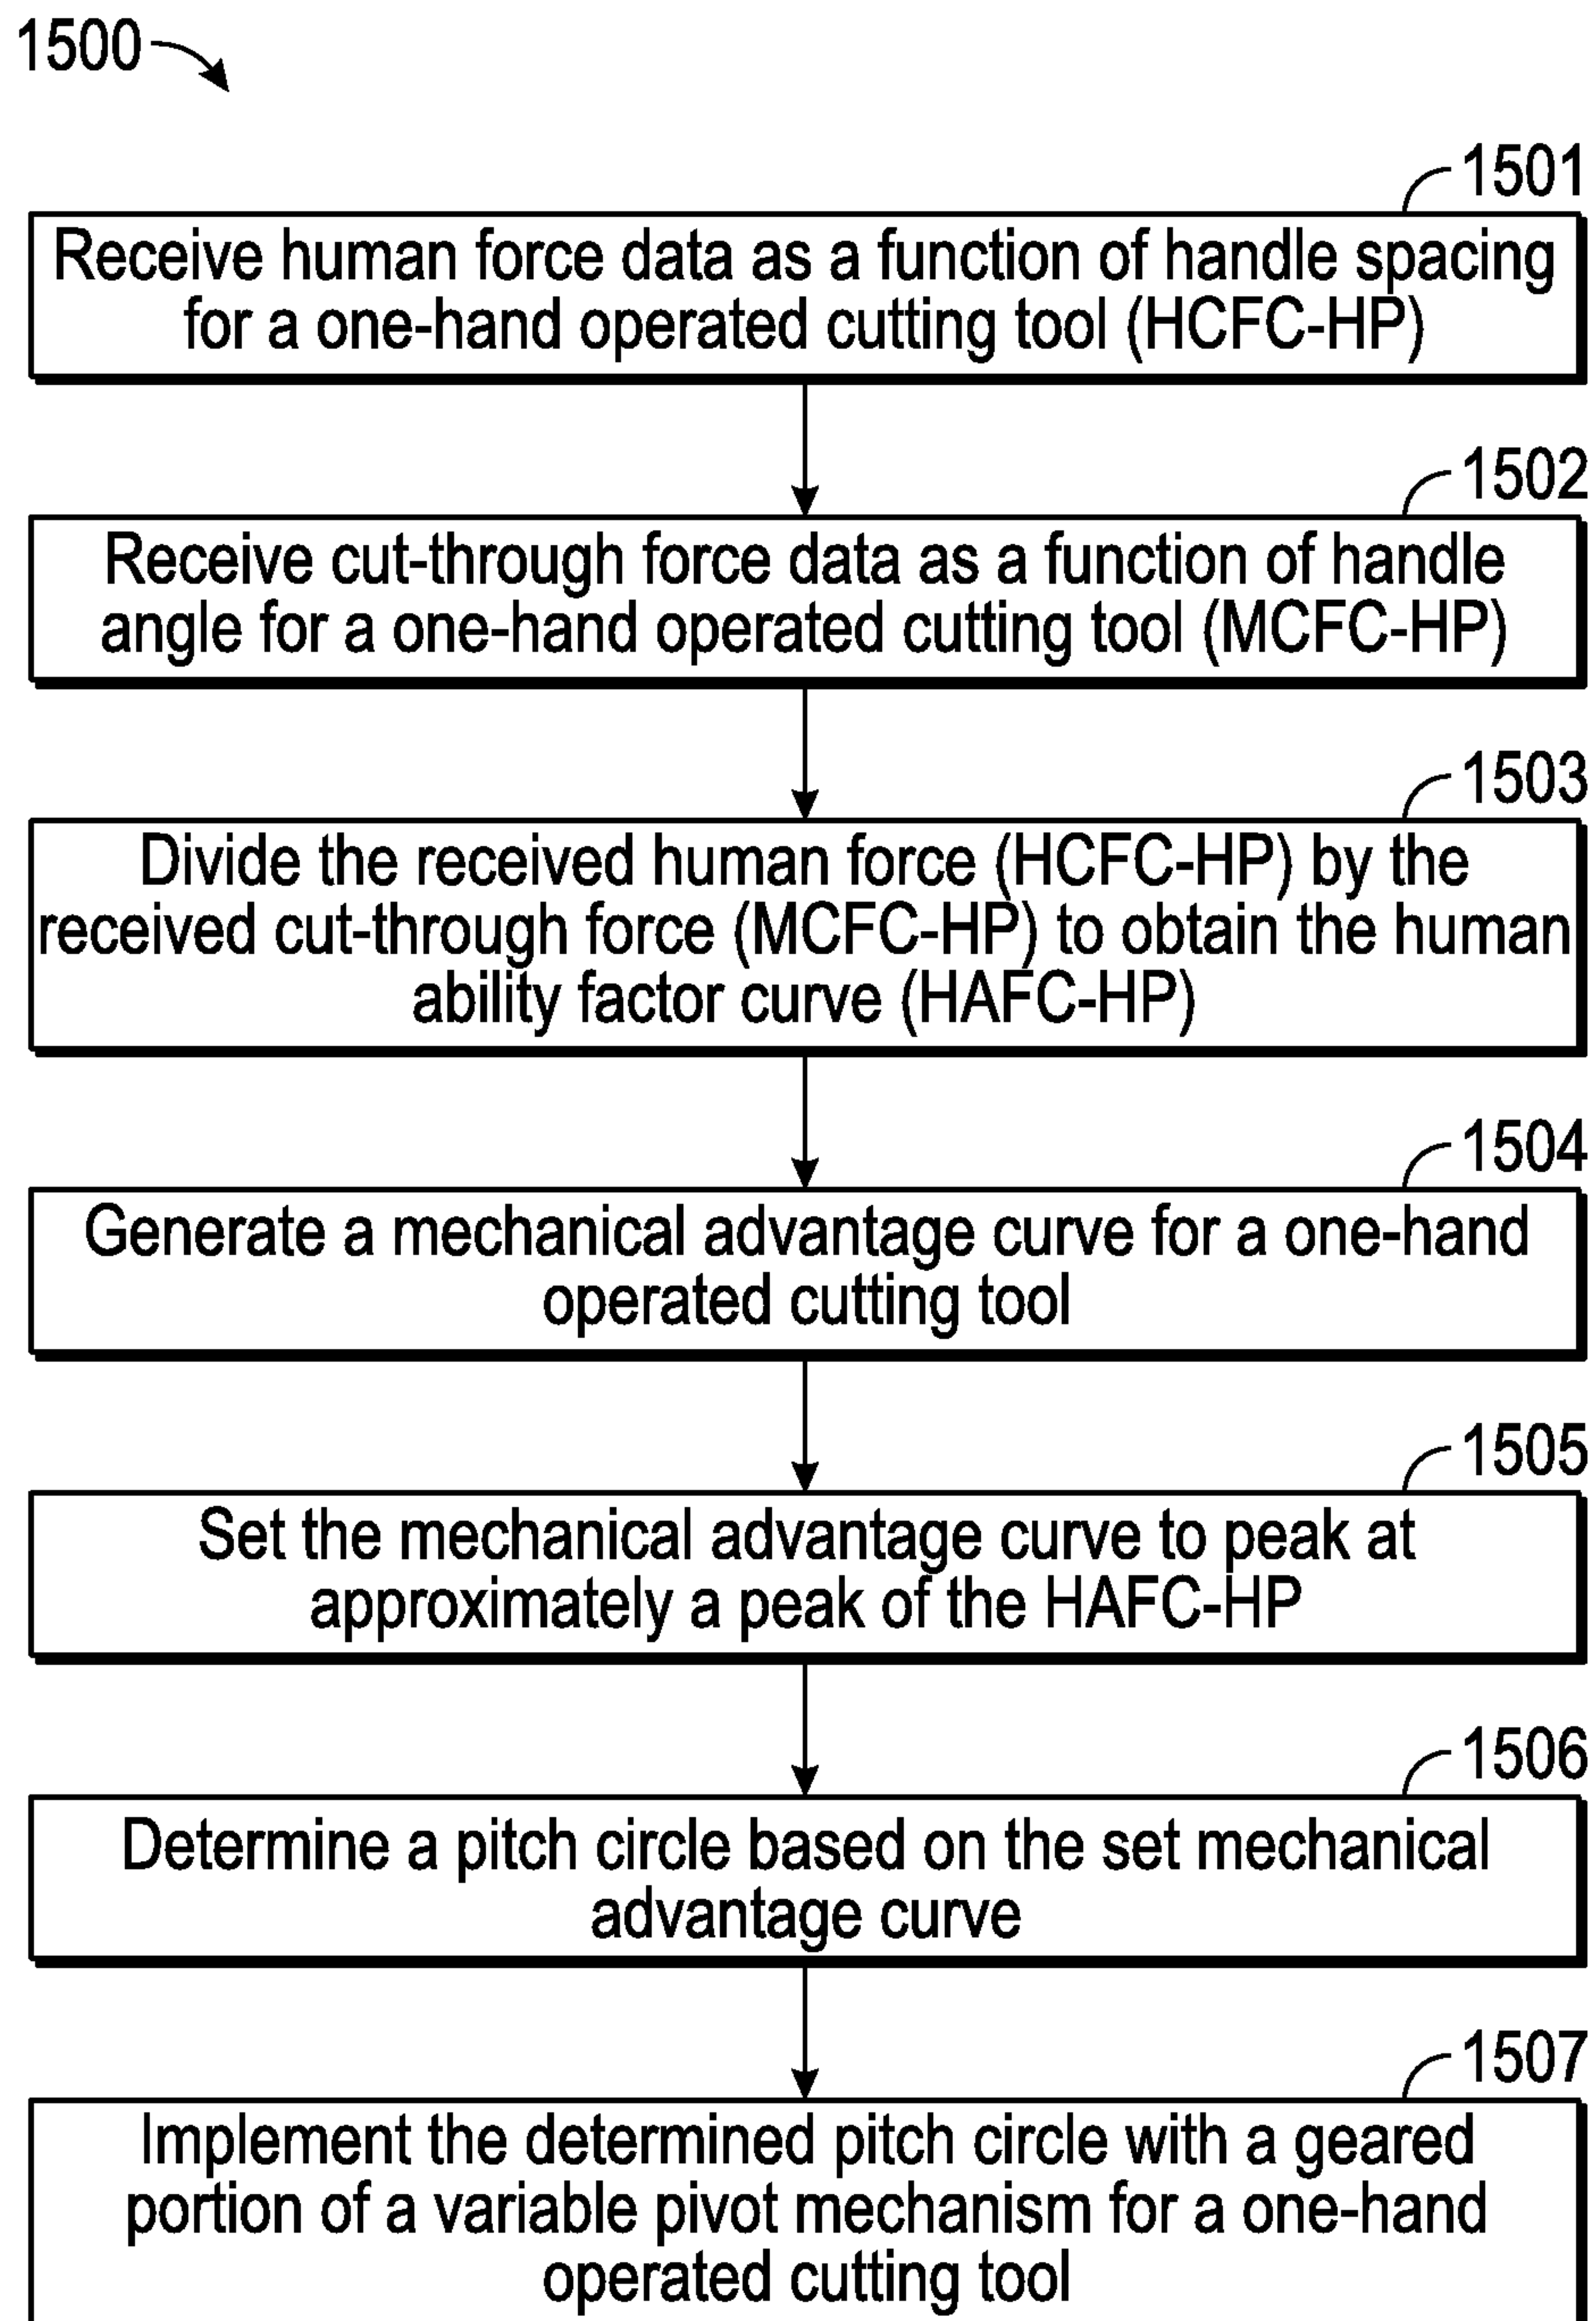 1500
1501
Receive human force data as a function of handle spacing
for a one-hand operated cutting tool (HCFC-HP)
1502
Receive cut-through force data as a function of handle
angle for a one-hand operated cutting tool (MCFC-HP)
1503
Divide the received human force (HCFC-HP) by the
received cut-through force (MCFC-HP) to obtain the human
ability factor curve (HAFC-HP)
1504
Generate a mechanical advantage curve for a one-hand
operated cutting tool
1505
Set the mechanical advantage curve to peak at
approximately a peak of the HAFC-HP
1506
Determine a pitch circle based on the set mechanical
advantage curve
1507
Implement the determined pitch circle with a geared
portion of a variable pivot mechanism for a one-hand
operated cutting tool